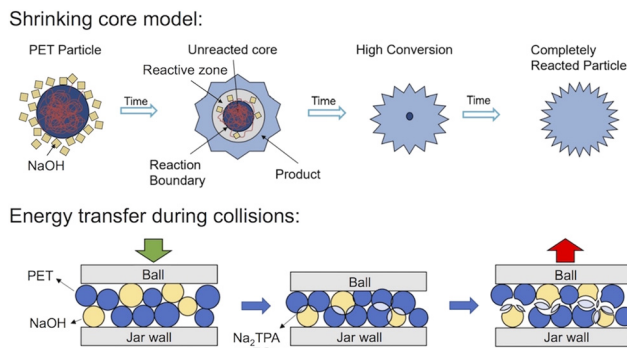 Shrinking core model:
PET Particle
Unreacted core
High Conversion
Completely
Reacted Particle
Reactive zone
Time
Time
Time
NaOH
Reaction
Boundary
Product
Energy transfer during collisions:
PET
Ball
Ball
Ball
NaOH
Na₂TPA
Jar wall
Jar wall
Jar wall